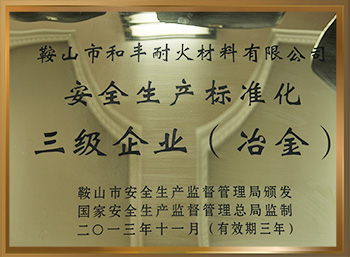 鞍山市和丰耐火材料有限公司
安全生产标准化
三级企业（冶金）
鞍山市安全生产监督管理局颁发
国家安全生产监督管理总局监制
二〇一三年十一月（有效期三年）